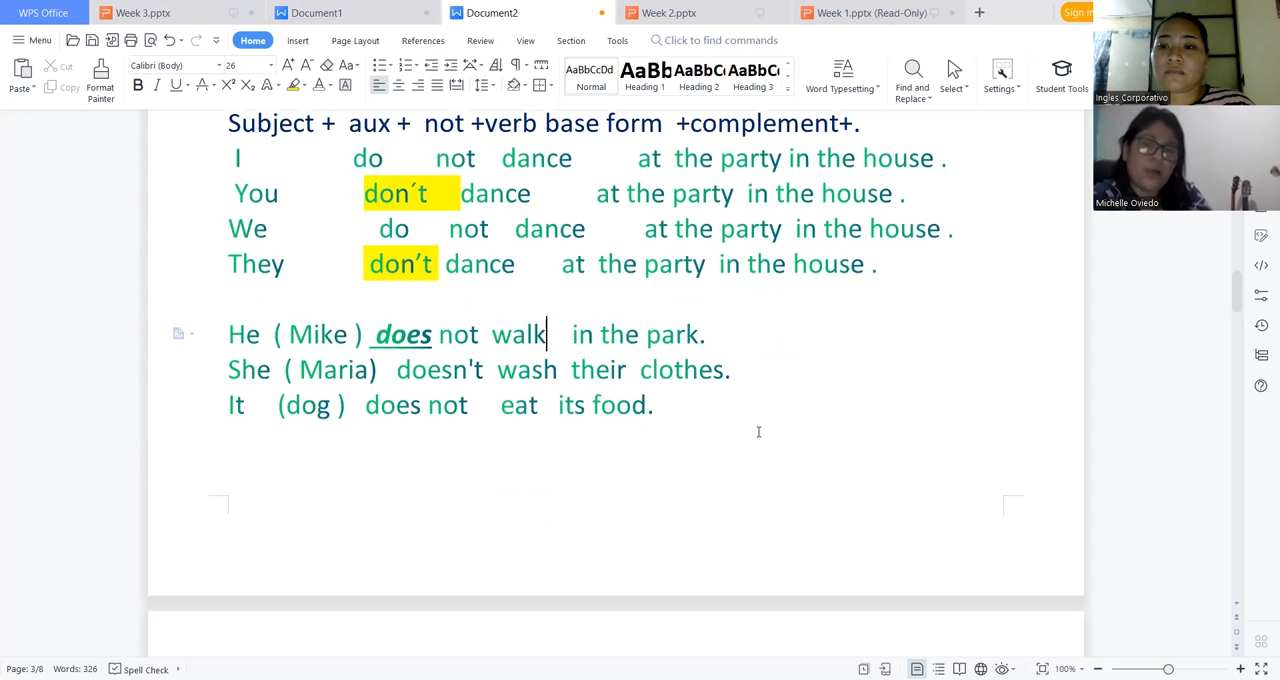 WPS Office Week 3.pptx Document1 Document2 Week 2.pptx Week 1.pptx (Read-Only) Sign in
Menu Home Insert Page Layout References Review View Section Tools Click to find commands
Paste Cut Copy Format Painter Calibri (Body) 26 AaBbCcDd Normal AaBb Heading 1 AaBbCc Heading 2 AaBbCc Heading 3 Word Typesetting Find and Replace Select Settings Student Tools
Ingles Corporativo
Michelle Oviedo
Subject + aux + not +verb base form +complement+.
I do not dance at the party in the house .
You don´t dance at the party in the house .
We do not dance at the party in the house .
They don’t dance at the party in the house .
He ( Mike ) does not walk in the park.
She ( Maria) doesn't wash their clothes.
It (dog ) does not eat its food.
Page: 3/8 Words: 326 Spell Check 100%